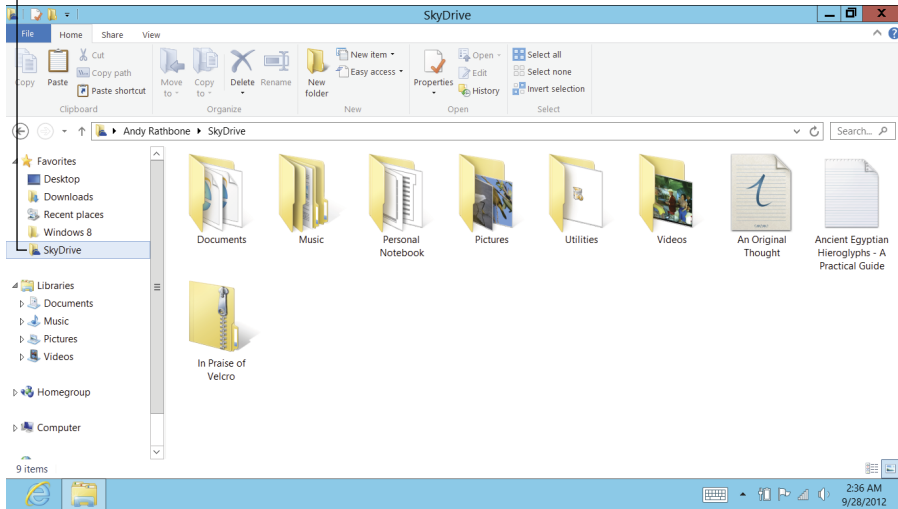 SkyDrive
File Home Share View
Copy
Paste
Cut
Copy path
Paste shortcut
Clipboard
Move to
Copy to
Delete
Rename
Organize
New folder
New item
Easy access
New
Properties
Open
Edit
History
Open
Select all
Select none
Invert selection
Select
Andy Rathbone SkyDrive
Search...
Favorites
Desktop
Downloads
Recent places
Windows 8
SkyDrive
Libraries
Documents
Music
Pictures
Videos
Homegroup
Computer
Documents
Music
Personal
Notebook
Pictures
Utilities
Videos
An Original
Thought
Ancient Egyptian
Hieroglyphs - A
Practical Guide
In Praise of
Velcro
9 items
2:36 AM
9/28/2012